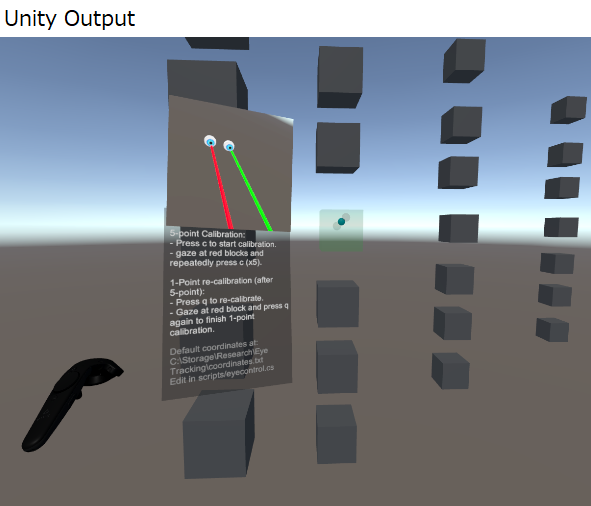 Unity Output
5-point Calibration:
- Press c to start calibration.
- gaze at red blocks and
repeatedly press c (x5).
1-Point re-calibration (after
5-point):
- Press q to re-calibrate.
- Gaze at red block and press q
again to finish 1-point
calibration.
Default coordinates at:
C:\Storage\Research\Eye
Tracking\coordinates.txt
Edit in scripts/eyecontrol.cs